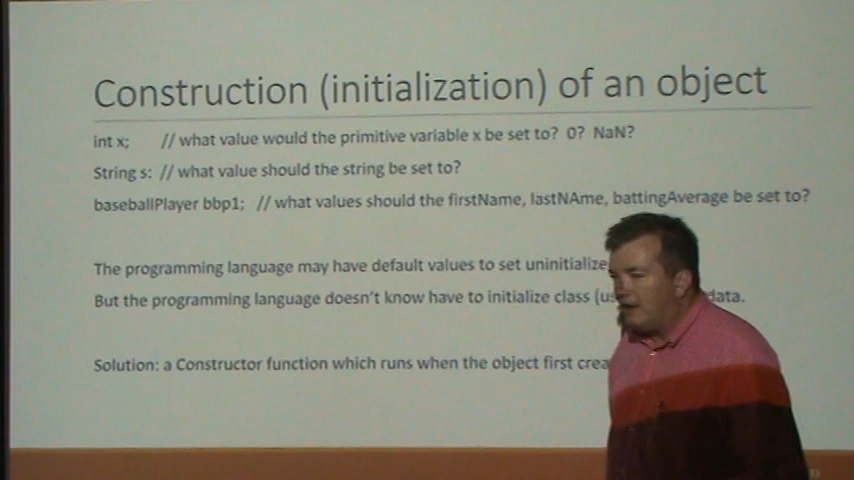 Construction (initialization) of an object
int x; // what value would the primitive variable x be set to? 0? NaN?
String s: // what value should the string be set to?
baseballPlayer bbp1; // what values should the firstName, lastNAme, battingAverage be set to?
The programming language may have default values to set
But the programming language doesn't know have to initialize class data.
Solution: a Constructor function which runs when the object first